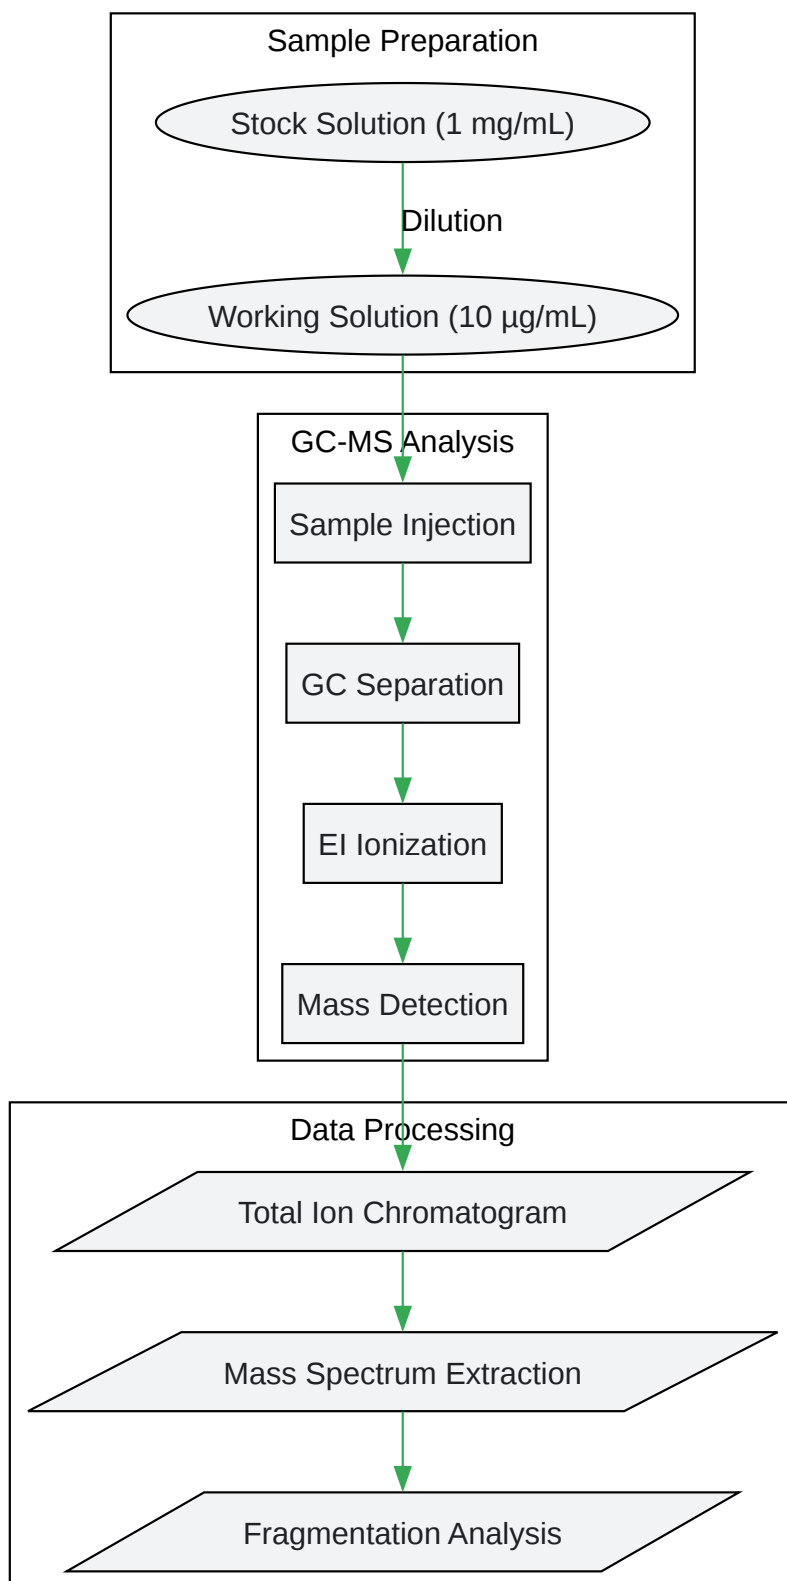 Sample Preparation
Stock Solution (1 mg/mL)
Dilution
Working Solution (10 µg/mL)
GC-MS Analysis
Sample Injection
GC Separation
EI Ionization
Mass Detection
Data Processing
Total Ion Chromatogram
Mass Spectrum Extraction
Fragmentation Analysis